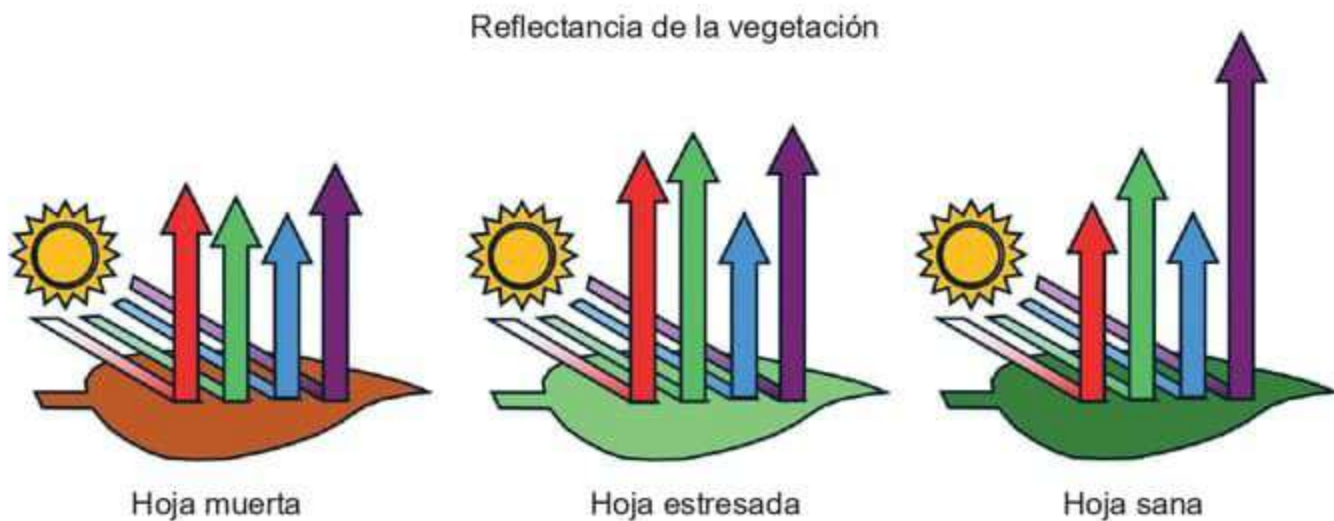 Reflectancia de la vegetación
Hoja muerta
Hoja estresada
Hoja sana